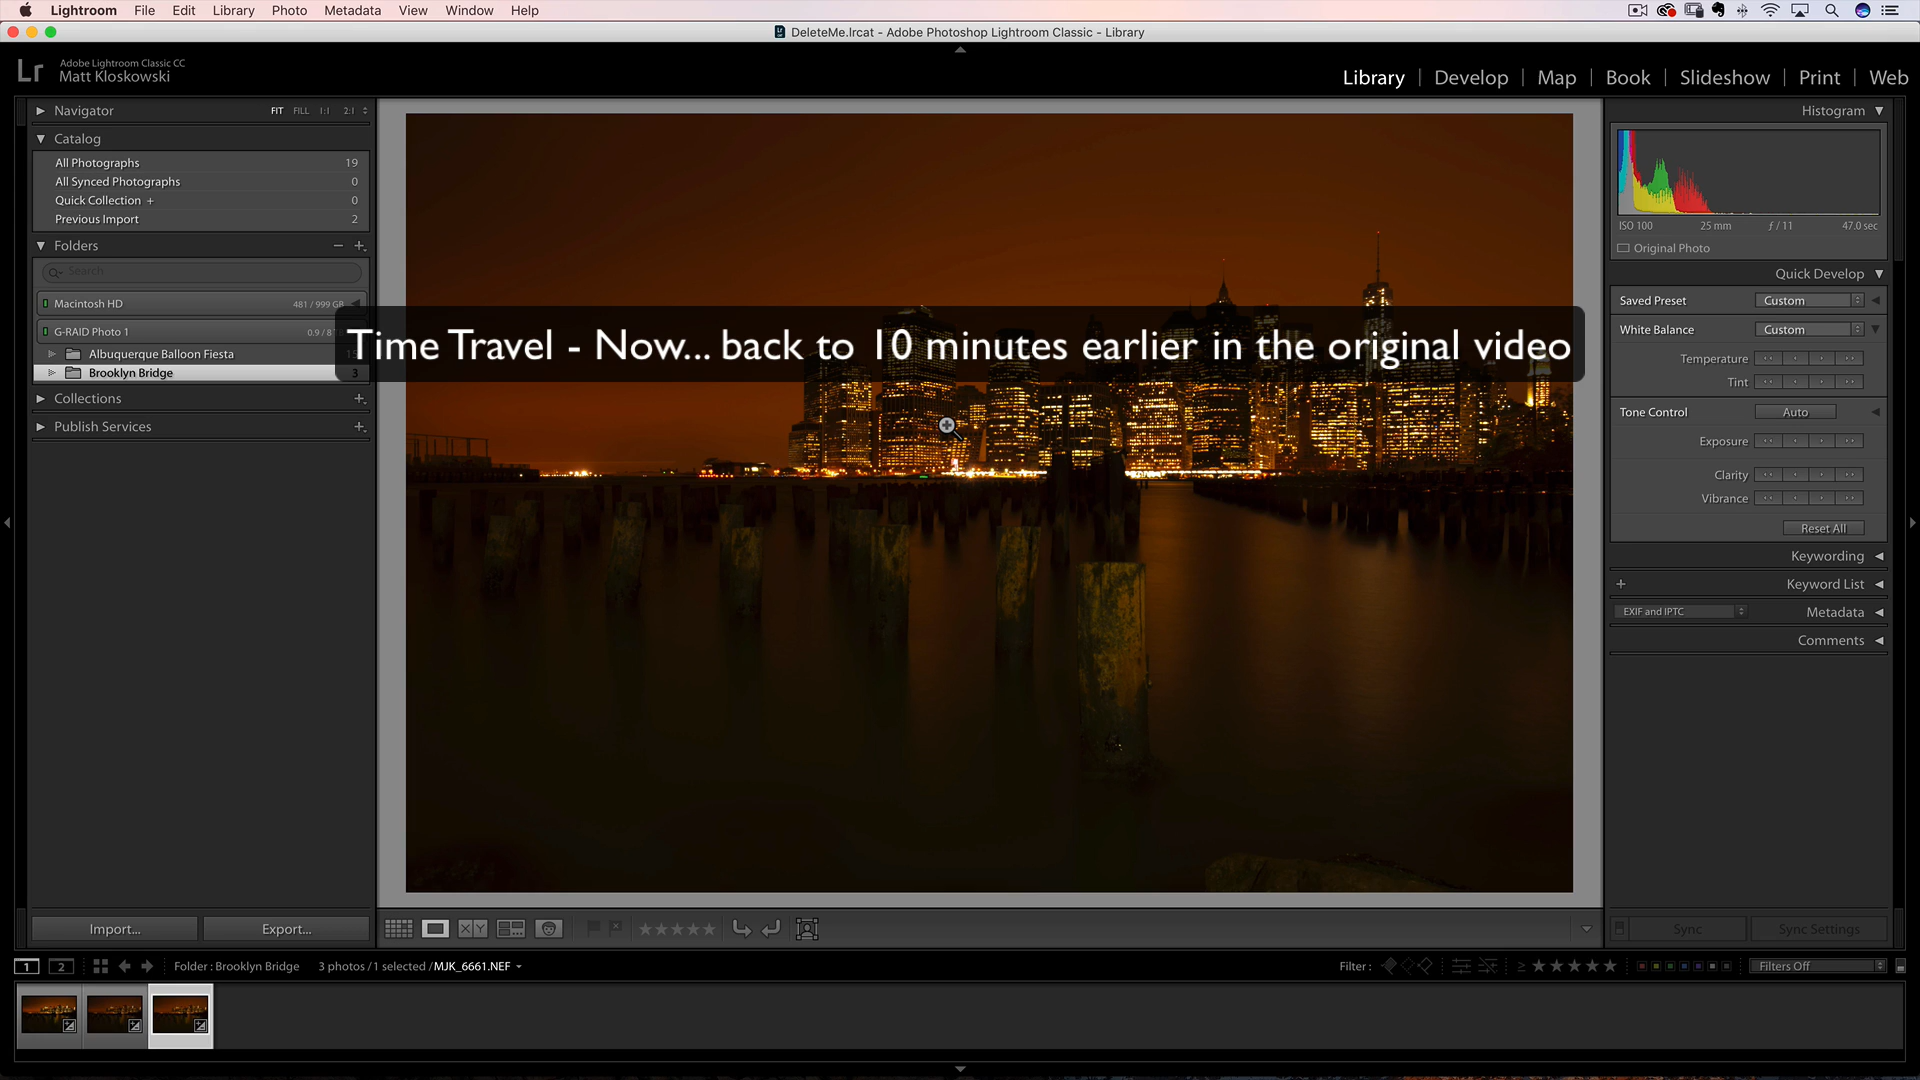 Lightroom File Edit Library Photo Metadata View Window Help
DeleteMe.lrcat - Adobe Photoshop Lightroom Classic - Library
Lr
Adobe Lightroom Classic CC
Matt Kloskowski
Library Develop Map Book Slideshow Print Web
Navigator FIT FILL 1:1 2:1
Catalog
All Photographs 19
All Synced Photographs 0
Quick Collection + 0
Previous Import 2
Folders
Search
Macintosh HD 481 / 999 GB
G-RAID Photo 1 0.9 / 8
Albuquerque Balloon Fiesta
Brooklyn Bridge 3
Collections
Publish Services
Time Travel - Now... back to 10 minutes earlier in the original video
Histogram
ISO 100 25 mm ƒ / 11 47.0 sec
Original Photo
Quick Develop
Saved Preset Custom
White Balance Custom
Temperature
Tint
Tone Control Auto
Exposure
Clarity
Vibrance
Reset All
Keywording
Keyword List
EXIF and IPTC Metadata
Comments
Import... Export...
XY
Sync Sync Settings
1 2 Folder : Brooklyn Bridge 3 photos / 1 selected / MJK_6661.NEF
Filter : Filters Off